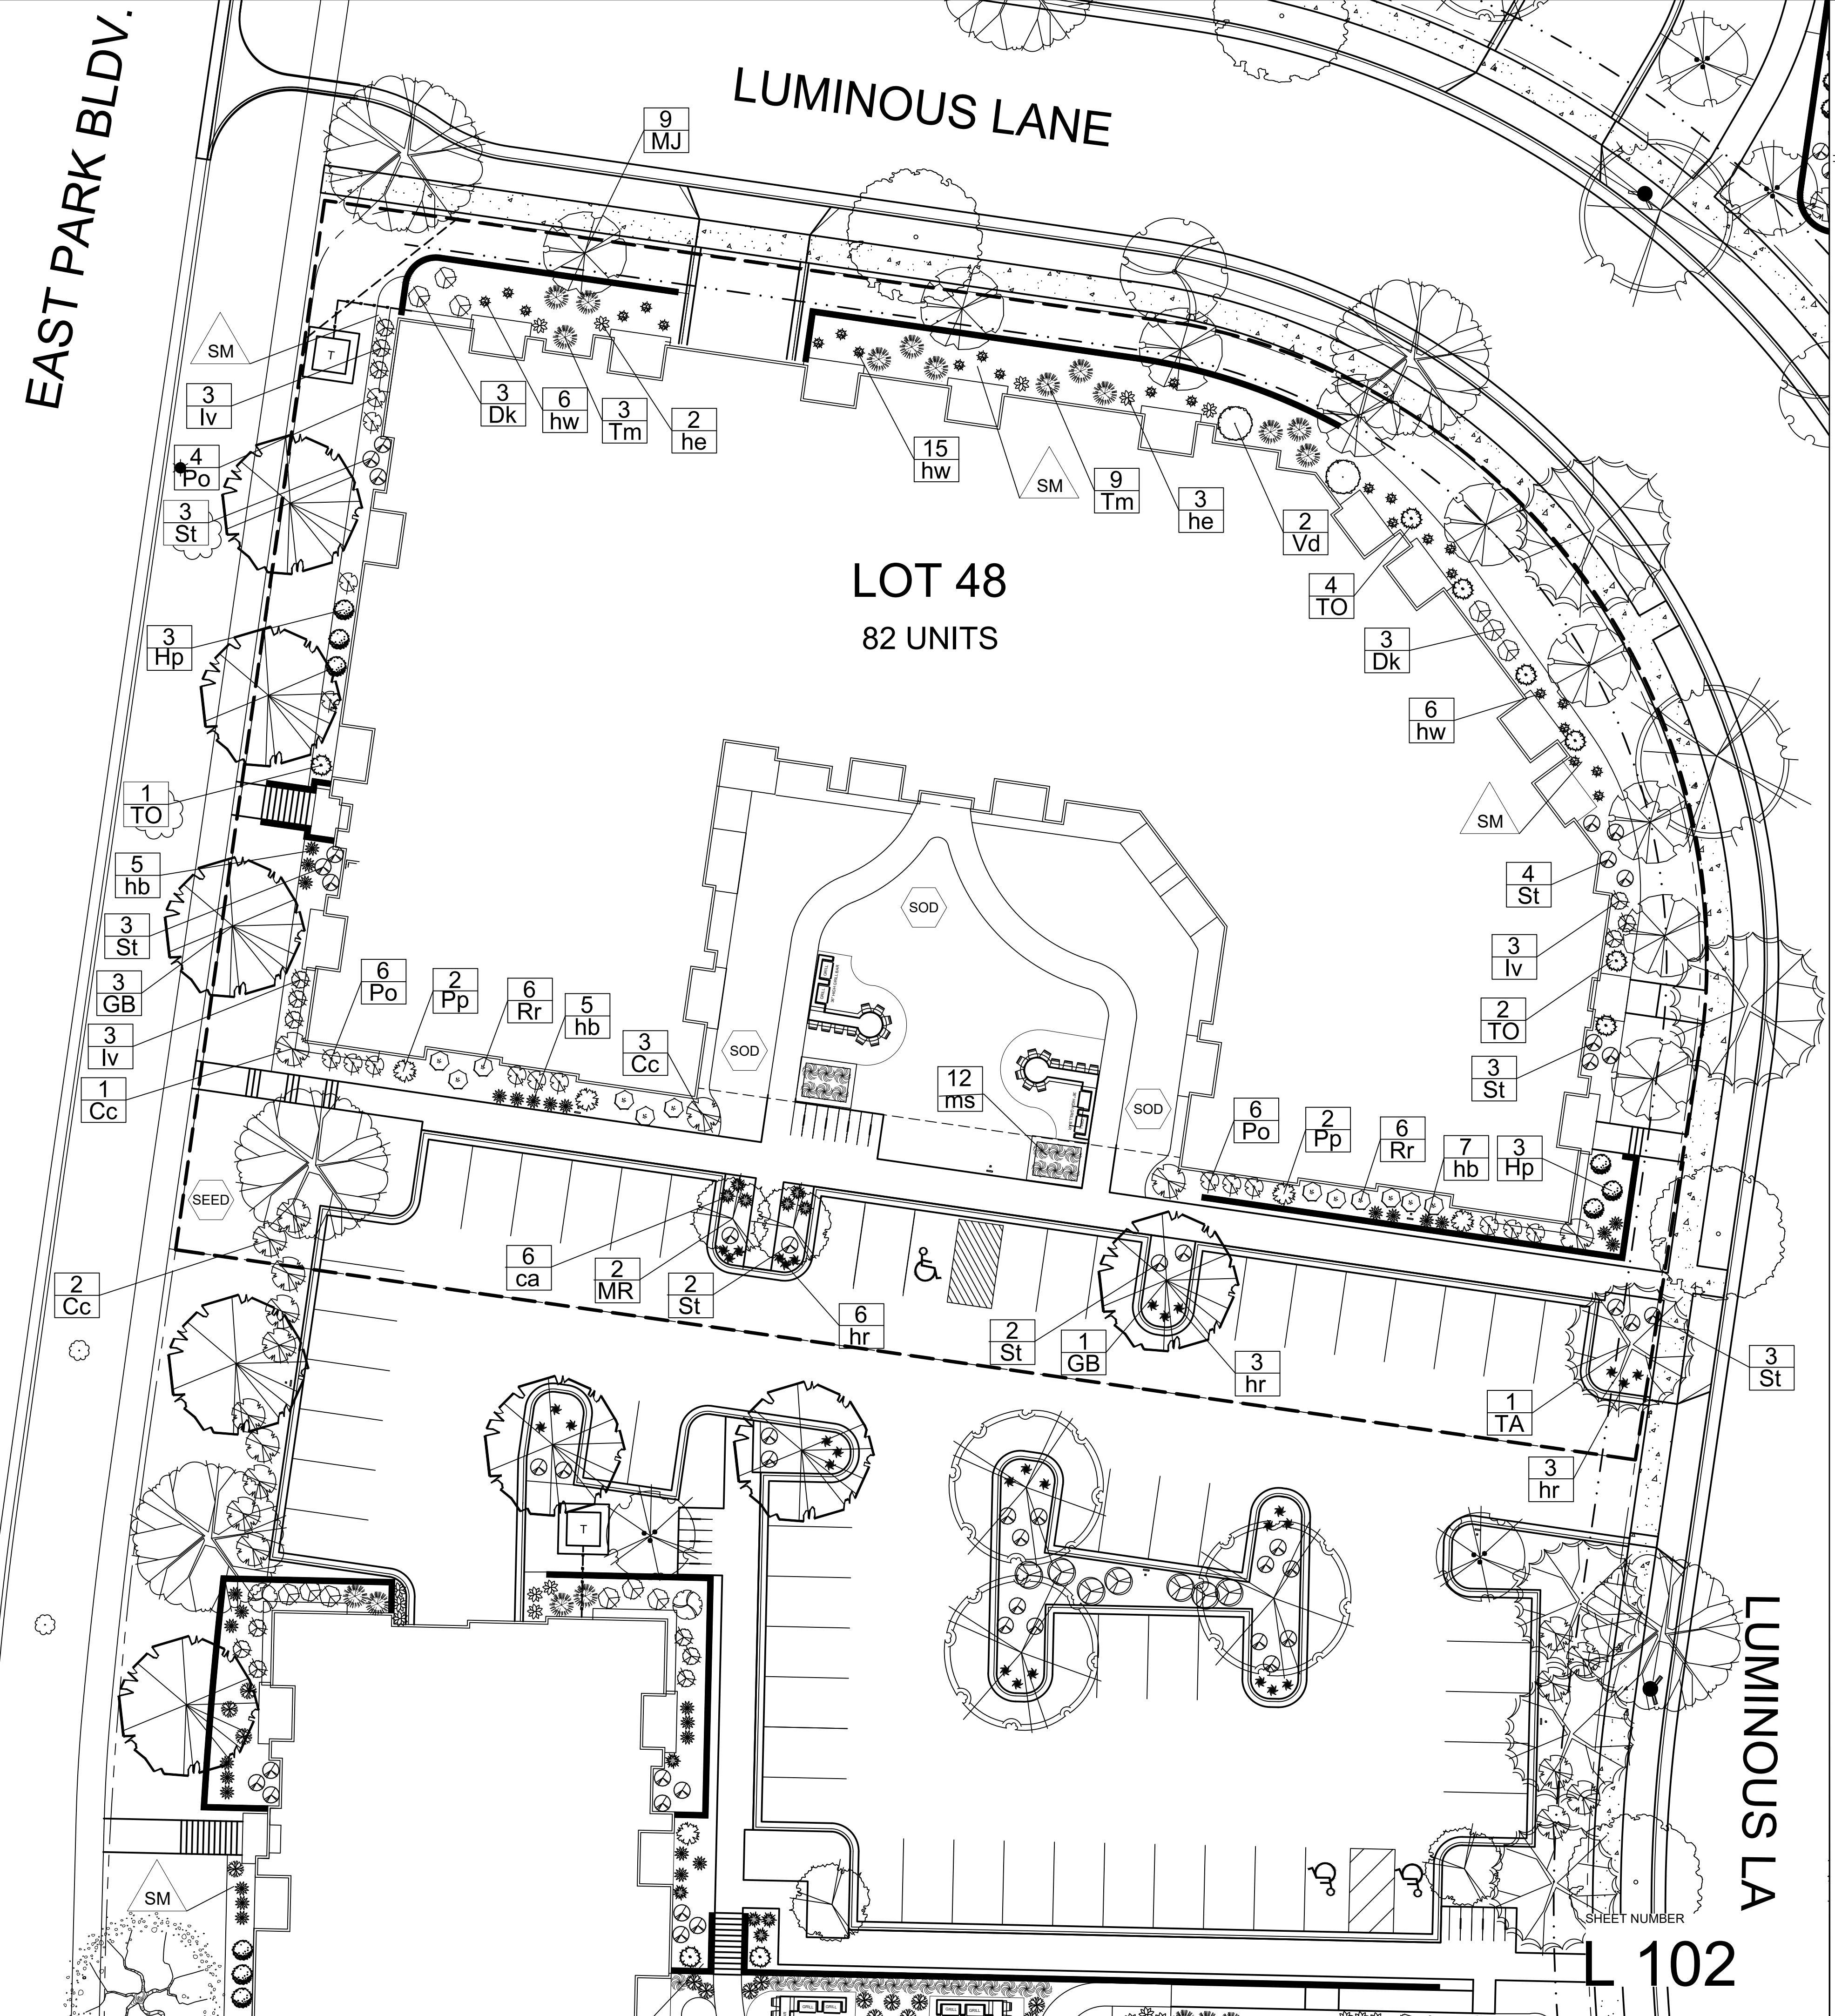 EAST PARK BLDV.
LUMINOUS LANE
9
MJ
SM
T
3
Iv
3
Dk
6
hw
3
Tm
2
he
4
Po
15
hw
SM
9
Tm
3
he
3
St
2
Vd
LOT 48
82 UNITS
4
TO
3
Hp
3
Dk
6
hw
1
TO
SM
5
hb
4
St
3
St
SOD
3
Iv
3
GB
6
Po
2
Pp
6
Rr
5
hb
2
TO
3
Iv
3
Cc
SOD
3
St
1
Cc
12
ms
SOD
6
Po
2
Pp
6
Rr
7
hb
3
Hp
SEED
6
ca
2
MR
2
St
2
Cc
6
hr
2
St
1
GB
3
hr
3
St
1
TA
3
hr
T
LUMINOUS LA
SM
SHEET NUMBER
L 102
GRILL
GRILL
GRILL
GRILL